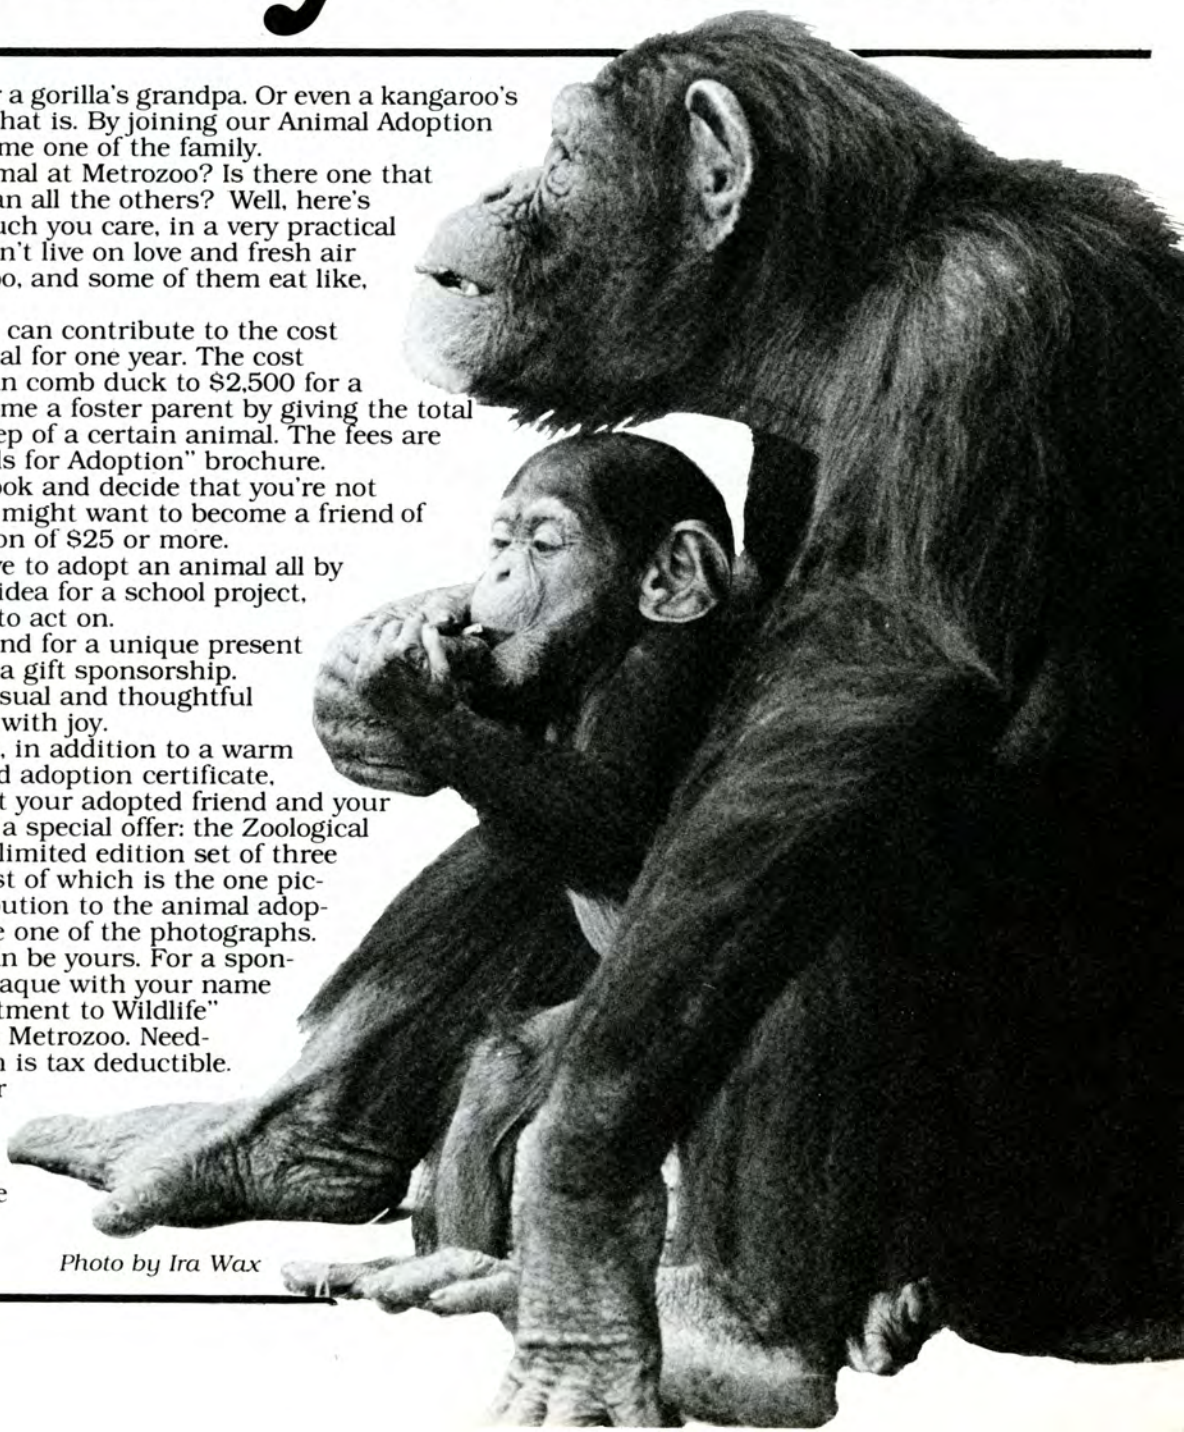 a gorilla's grandpa. Or even a kangaroo's
hat is. By joining our Animal Adoption
me one of the family.
mal at Metrozoo? Is there one that
an all the others? Well, here's
uch you care, in a very practical
n't live on love and fresh air
oo, and some of them eat like,
can contribute to the cost
al for one year. The cost
n comb duck to $2,500 for a
me a foster parent by giving the total
ep of a certain animal. The fees are
ls for Adoption" brochure.
ook and decide that you're not
might want to become a friend of
on of $25 or more.
e to adopt an animal all by
idea for a school project,
to act on.
nd for a unique present
a gift sponsorship.
sual and thoughtful
with joy.
, in addition to a warm
d adoption certificate,
t your adopted friend and your
a special offer: the Zoological
limited edition set of three
st of which is the one pic-
ution to the animal adop-
e one of the photographs.
n be yours. For a spon-
aque with your name
tment to Wildlife"
Metrozoo. Need-
n is tax deductible.
r
e
Photo by Ira Wax